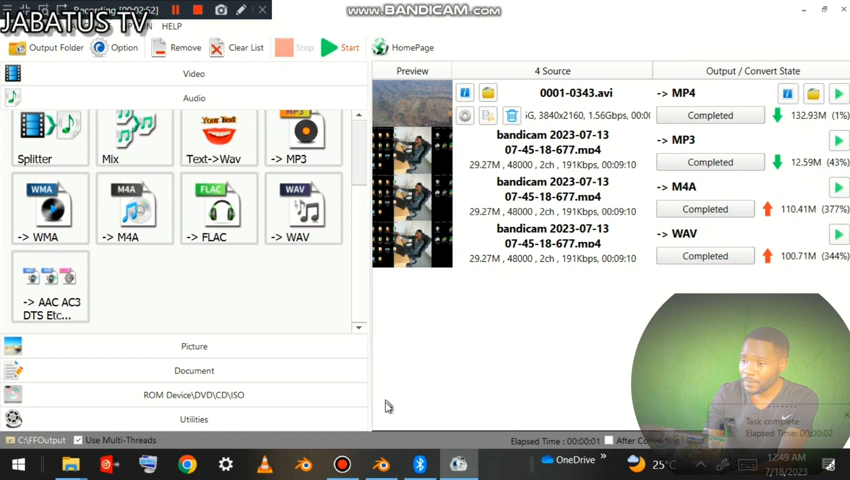 Recording [00:02:52]
www.BANDICAM.com
JABATUS TV
HELP
Output Folder
Option
Remove
Clear List
Stop
Start
HomePage
Video
Audio
Splitter
Mix
Your Text
Text->Wav
MP3
-> MP3
WMA
-> WMA
M4A
-> M4A
FLAC
-> FLAC
WAV
-> WAV
-> AAC AC3
DTS Etc...
Picture
Document
ROM Device\DVD\CD\ISO
Utilities
Preview
4 Source
Output / Convert State
0001-0343.avi
3840x2160, 1.56Gbps,
-> MP4
Completed
132.93M (1%)
bandicam 2023-07-13
07-45-18-677.mp4
29.27M , 48000 , 2ch , 191Kbps, 00:09:10
-> MP3
Completed
12.59M (43%)
bandicam 2023-07-13
07-45-18-677.mp4
29.27M , 48000 , 2ch , 191Kbps, 00:09:10
-> M4A
Completed
110.41M (377%)
bandicam 2023-07-13
07-45-18-677.mp4
29.27M , 48000 , 2ch , 191Kbps, 00:09:10
-> WAV
Completed
100.71M (344%)
Task complete
Elapsed Time: 00:00:02
C:\FFOutput
Use Multi-Threads
Elapsed Time : 00:00:01
After Converting:
OneDrive
25°C
12:49 AM
7/18/2023